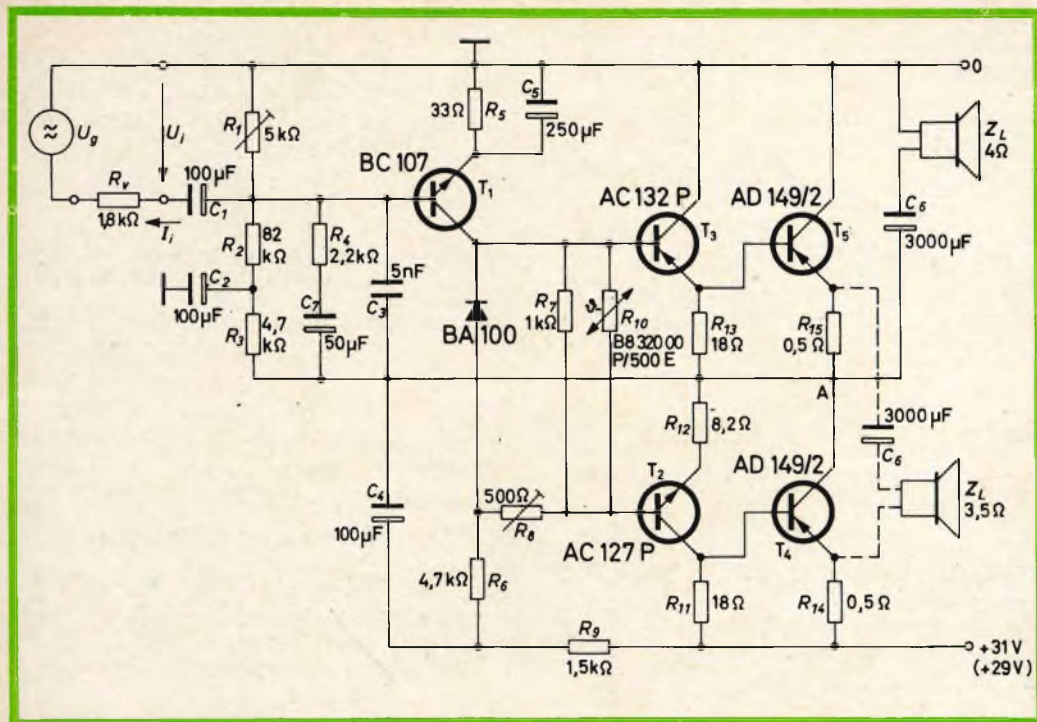 0
U_g
U_i
R_v
1,8kΩ
I_i
100µF
C_1
R_1
5kΩ
R_2
82
kΩ
C_2
100µF
R_3
4,7
kΩ
R_4
2,2kΩ
C_7
50µF
5nF
C_3
33Ω
R_5
C_5
250µF
BC 107
T_1
BA 100
R_7
1kΩ
ϑ-
R_10
B8 320 00
P/500 E
AC 132 P
T_3
AD 149/2
T_5
R_13
18Ω
R_15
0,5Ω
A
Z_L
4Ω
C_6
3000µF
3000µF
C_6
Z_L
3,5Ω
R_12
8,2Ω
T_2
AC 127 P
AD 149/2
T_4
C_4
100µF
500Ω
R_8
4,7kΩ
R_6
R_11
18Ω
R_14
0,5Ω
R_9
1,5kΩ
+31V
(+29V)